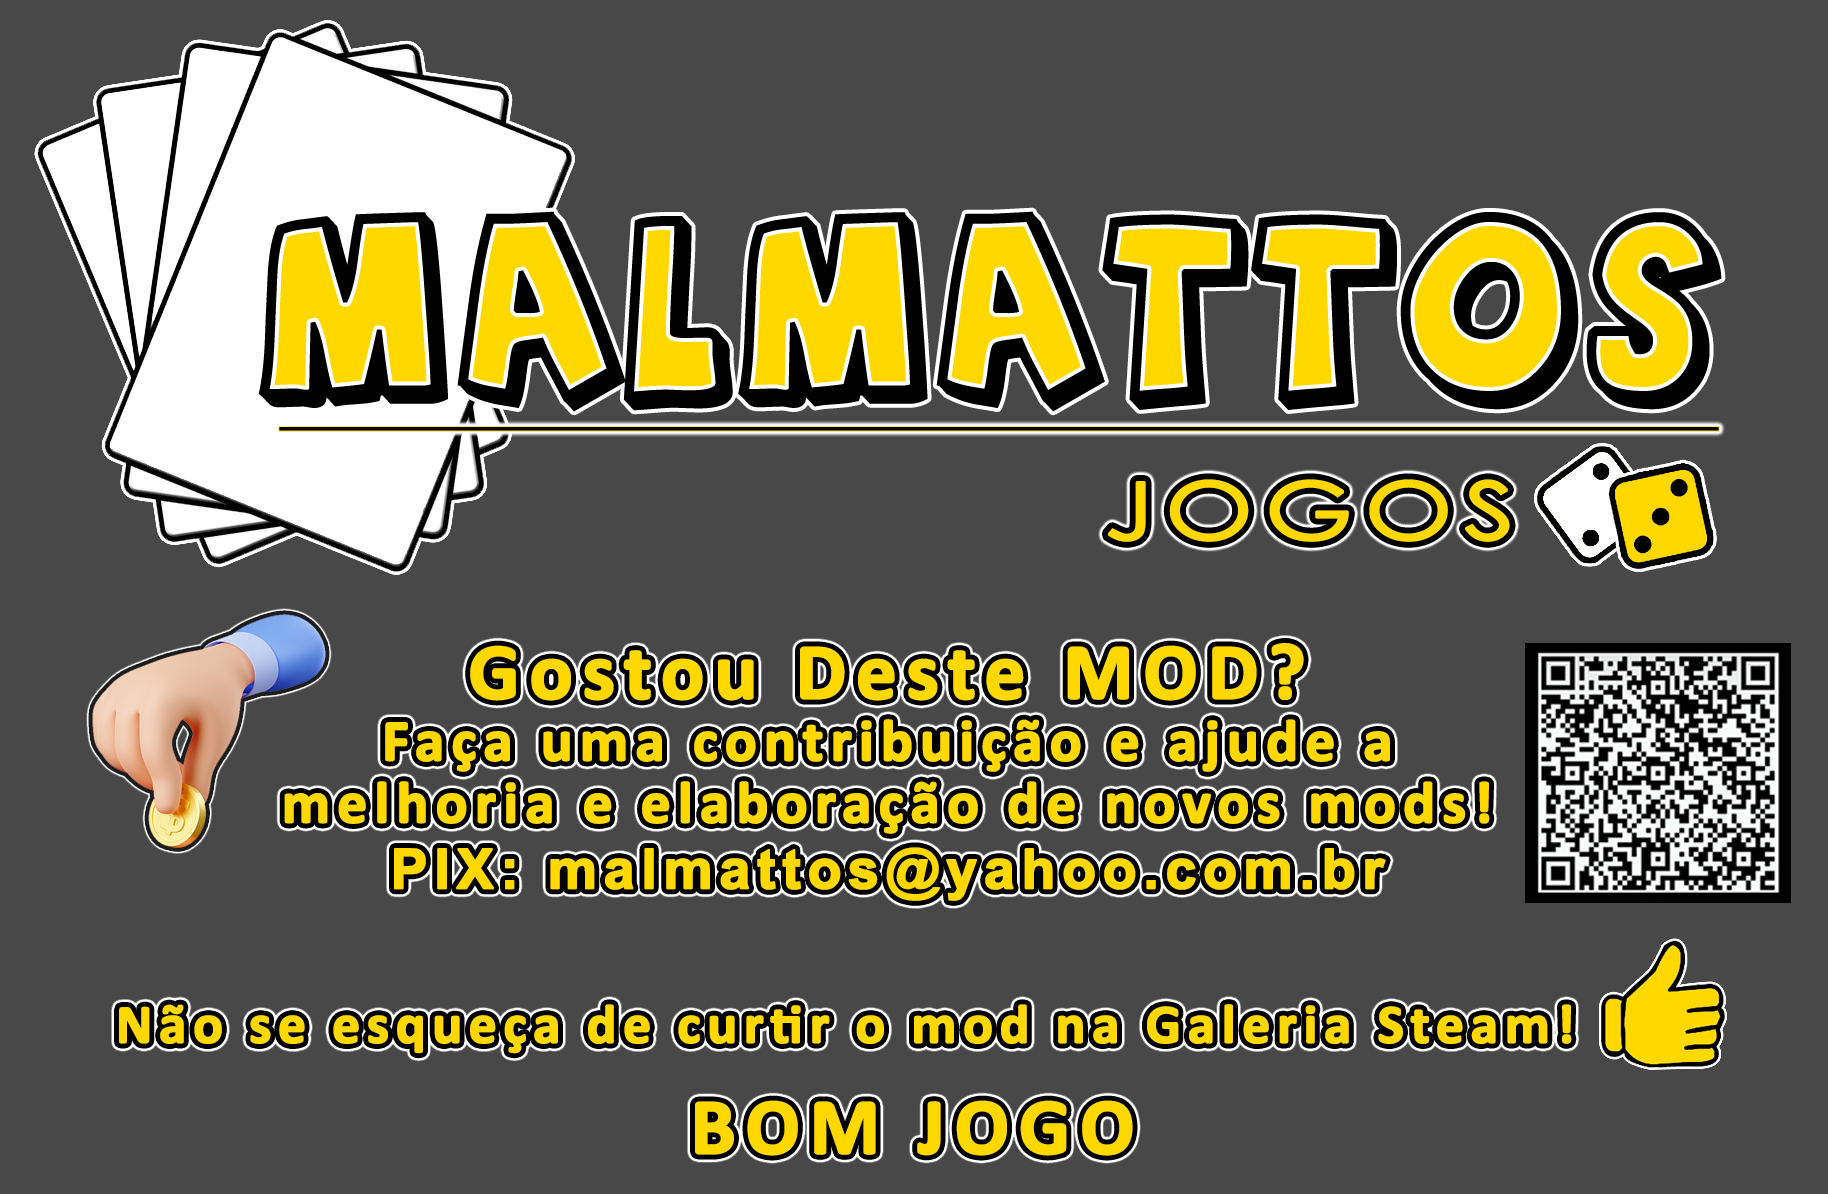 MALMATTOS
JOGOS
Gostou Deste MOD?
Faça uma contribuição e ajude a
melhoria e elaboração de novos mods!
PIX: malmattos@yahoo.com.br
Não se esqueça de curtir o mod na Galeria Steam!
BOM JOGO